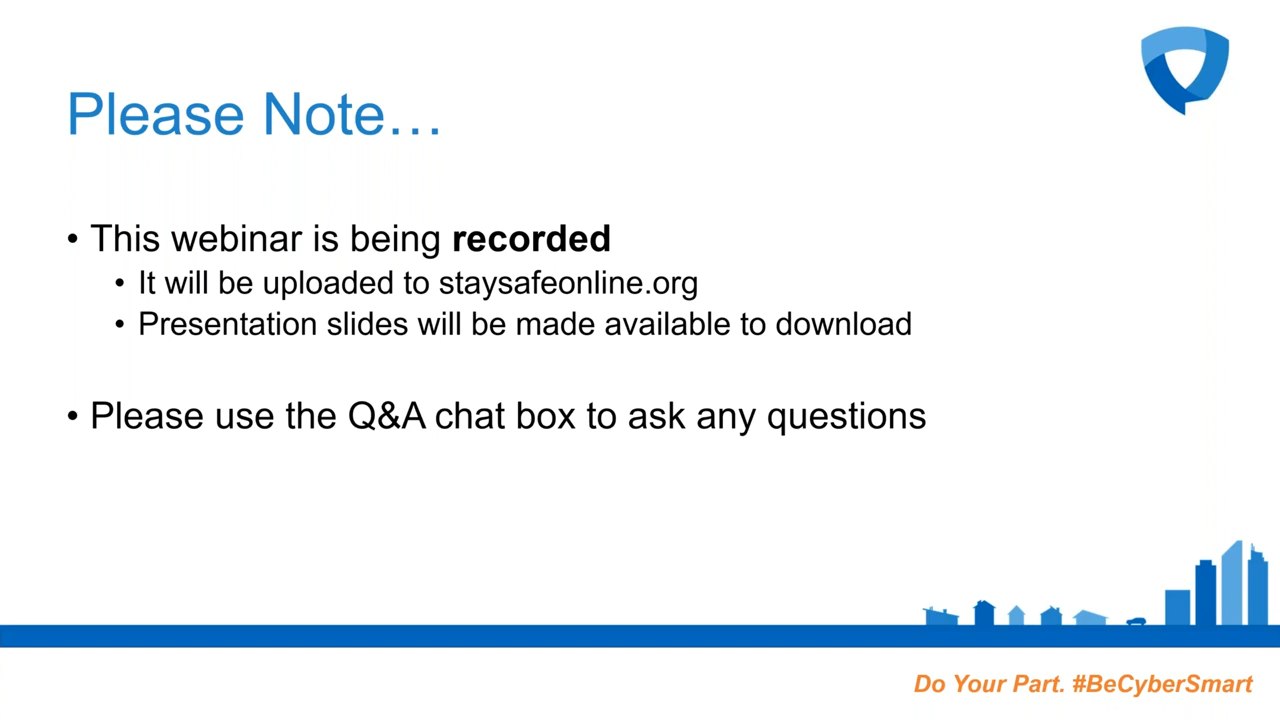 Please Note…
• This webinar is being recorded
• It will be uploaded to staysafeonline.org
• Presentation slides will be made available to download
• Please use the Q&A chat box to ask any questions
Do Your Part. #BeCyberSmart